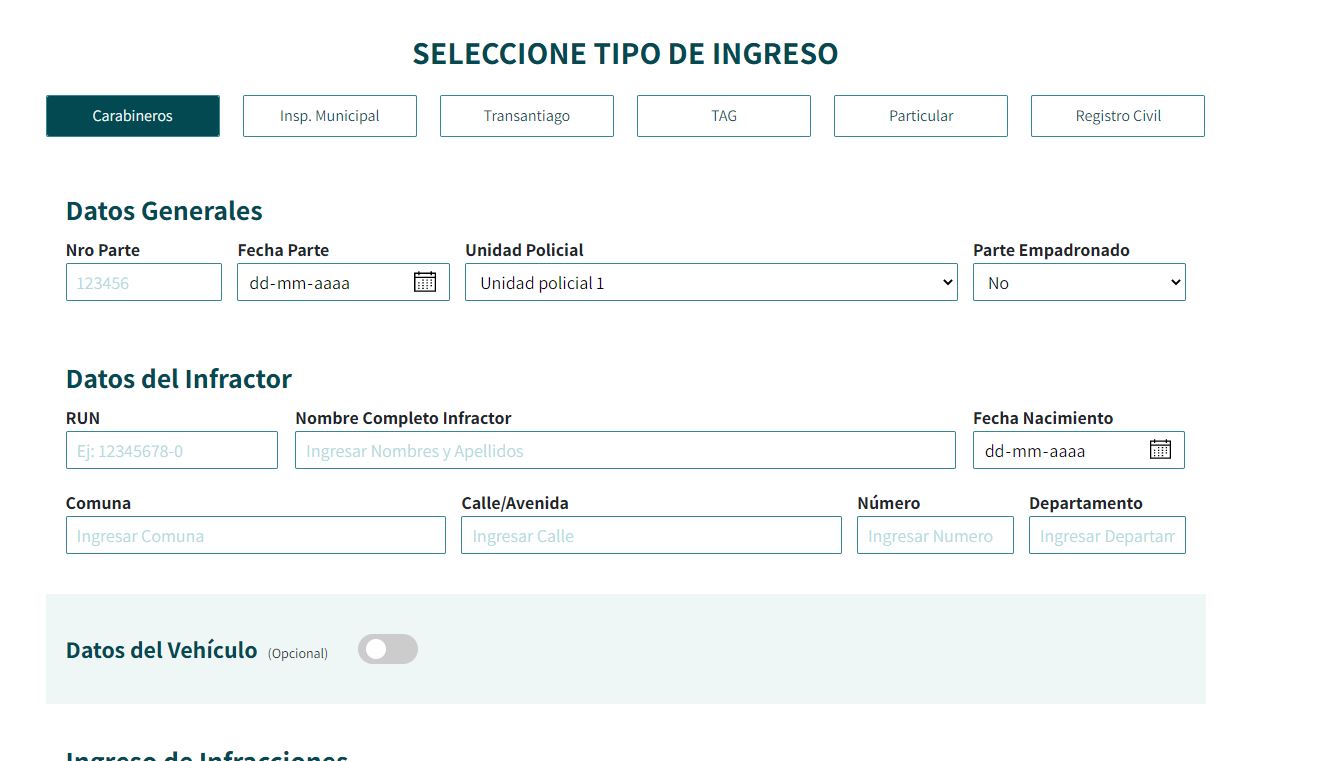 SELECCIONE TIPO DE INGRESO
Carabineros Insp. Municipal Transantiago TAG Particular Registro Civil
Datos Generales
Nro Parte Fecha Parte Unidad Policial Parte Empadronado
123456 dd-mm-aaaa Unidad policial 1 No
Datos del Infractor
RUN Nombre Completo Infractor Fecha Nacimiento
Ej: 12345678-0 Ingresar Nombres y Apellidos dd-mm-aaaa
Comuna Calle/Avenida Número Departamento
Ingresar Comuna Ingresar Calle Ingresar Numero Ingresar Departam
Datos del Vehículo (Opcional)
Ingreso de Infracciones